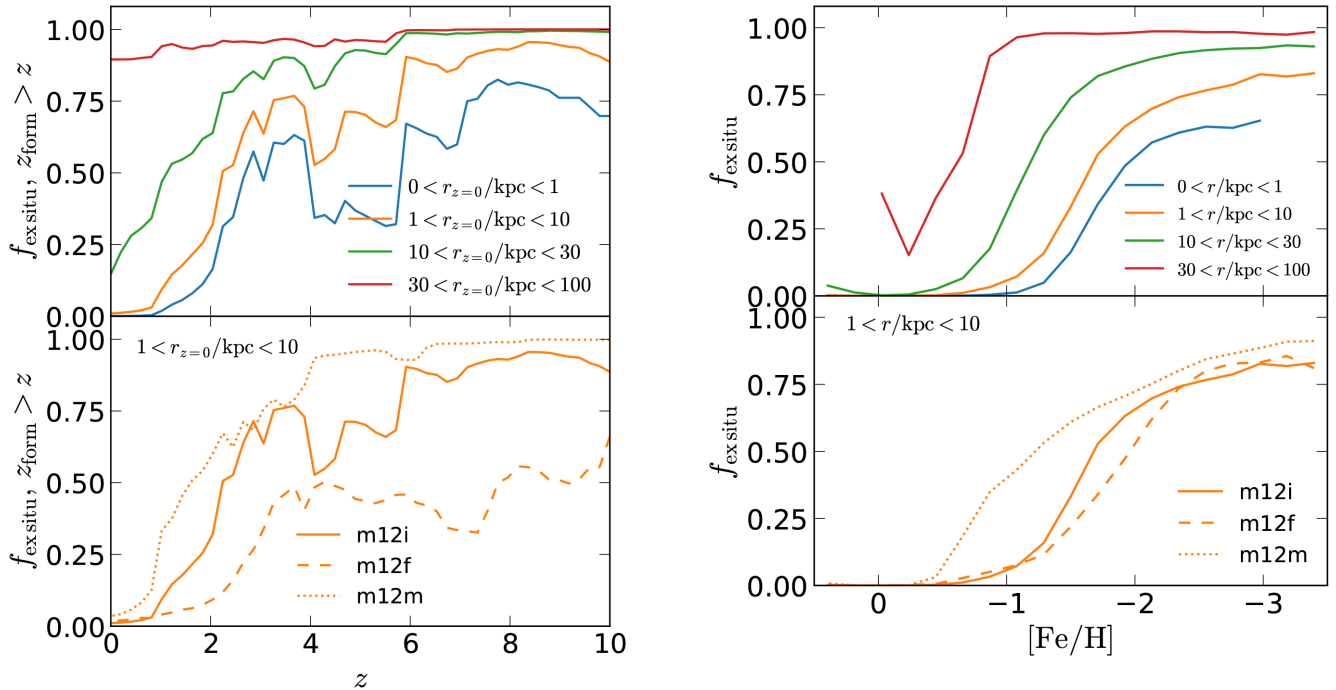 f_ex situ, z_form > z
1.00
0.75
0.50
0.25
0.00
0 < r_z=0/kpc < 1
1 < r_z=0/kpc < 10
10 < r_z=0/kpc < 30
30 < r_z=0/kpc < 100
f_ex situ, z_form > z
1.00
0.75
0.50
0.25
0.00
1 < r_z=0/kpc < 10
m12i
m12f
m12m
0 2 4 6 8 10
z
f_ex situ
1.00
0.75
0.50
0.25
0.00
0 < r/kpc < 1
1 < r/kpc < 10
10 < r/kpc < 30
30 < r/kpc < 100
f_ex situ
1.00
0.75
0.50
0.25
0.00
1 < r/kpc < 10
m12i
m12f
m12m
0 −1 −2 −3
[Fe/H]